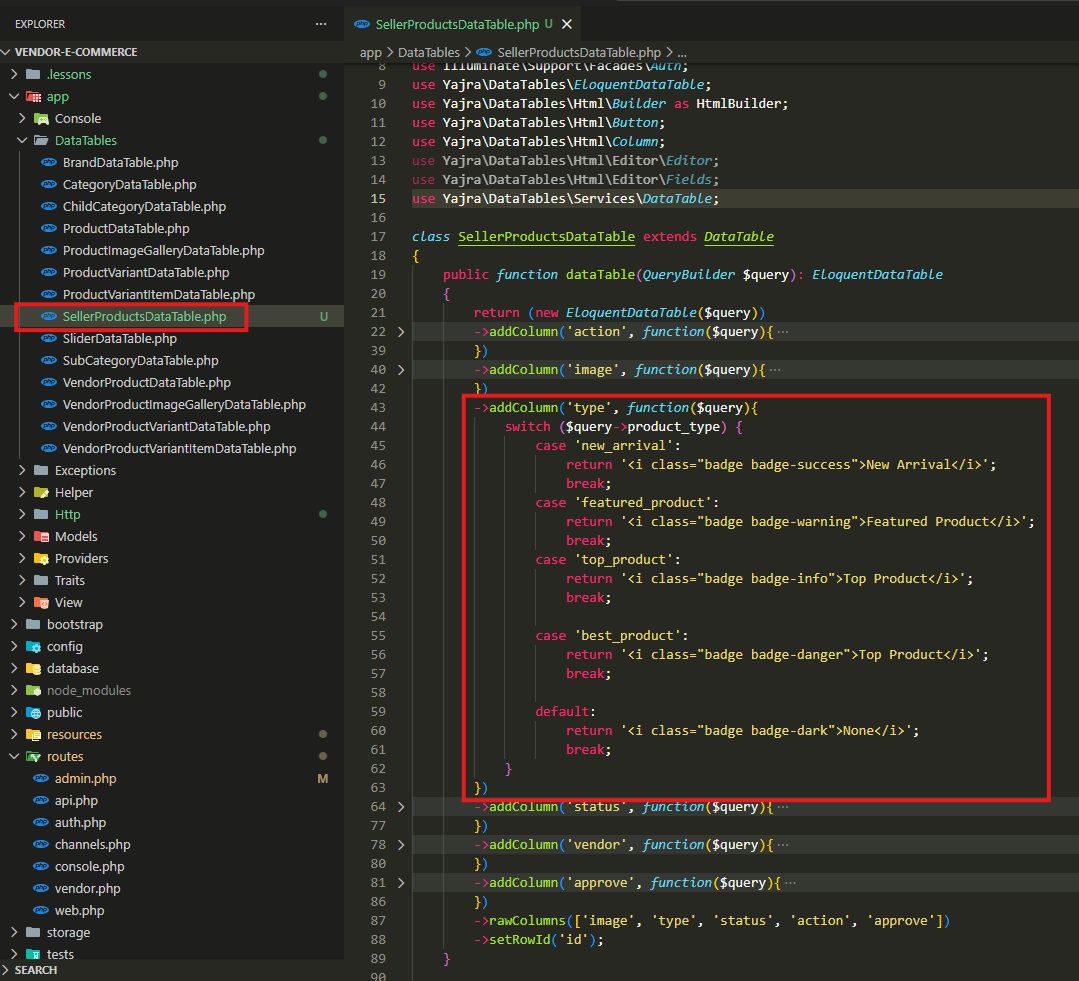 EXPLORER
VENDOR-E-COMMERCE
.lessons
app
Console
DataTables
BrandDataTable.php
CategoryDataTable.php
ChildCategoryDataTable.php
ProductDataTable.php
ProductImageGalleryDataTable.php
ProductVariantDataTable.php
ProductVariantItemDataTable.php
SellerProductsDataTable.php U
SliderDataTable.php
SubCategoryDataTable.php
VendorProductDataTable.php
VendorProductImageGalleryDataTable.php
VendorProductVariantDataTable.php
VendorProductVariantItemDataTable.php
Exceptions
Helper
Http
Models
Providers
Traits
View
bootstrap
config
database
node_modules
public
resources
routes
admin.php M
api.php
auth.php
channels.php
console.php
vendor.php
web.php
storage
tests
SEARCH
SellerProductsDataTable.php U
app > DataTables > SellerProductsDataTable.php > ...
8 use Illuminate\Support\Facades\Auth;
9 use Yajra\DataTables\EloquentDataTable;
10 use Yajra\DataTables\Html\Builder as HtmlBuilder;
11 use Yajra\DataTables\Html\Button;
12 use Yajra\DataTables\Html\Column;
13 use Yajra\DataTables\Html\Editor\Editor;
14 use Yajra\DataTables\Html\Editor\Fields;
15 use Yajra\DataTables\Services\DataTable;
16
17 class SellerProductsDataTable extends DataTable
18 {
19 public function dataTable(QueryBuilder $query): EloquentDataTable
20 {
21 return (new EloquentDataTable($query))
22 ->addColumn('action', function($query){ ...
39 })
40 ->addColumn('image', function($query){ ...
42 })
43 ->addColumn('type', function($query){
44 switch ($query->product_type) {
45 case 'new_arrival':
46 return '<i class="badge badge-success">New Arrival</i>';
47 break;
48 case 'featured_product':
49 return '<i class="badge badge-warning">Featured Product</i>';
50 break;
51 case 'top_product':
52 return '<i class="badge badge-info">Top Product</i>';
53 break;
54
55 case 'best_product':
56 return '<i class="badge badge-danger">Top Product</i>';
57 break;
58
59 default:
60 return '<i class="badge badge-dark">None</i>';
61 break;
62 }
63 })
64 ->addColumn('status', function($query){ ...
77 })
78 ->addColumn('vendor', function($query){ ...
80 })
81 ->addColumn('approve', function($query){ ...
86 })
87 ->rawColumns(['image', 'type', 'status', 'action', 'approve'])
88 ->setRowId('id');
89 }
90